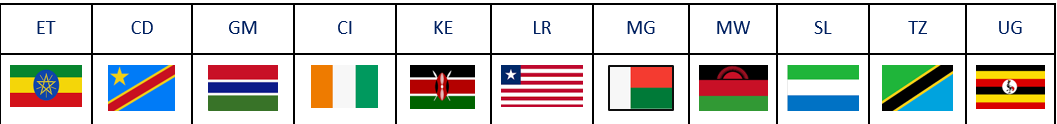 ET CD GM CI KE LR MG MW SL TZ UG